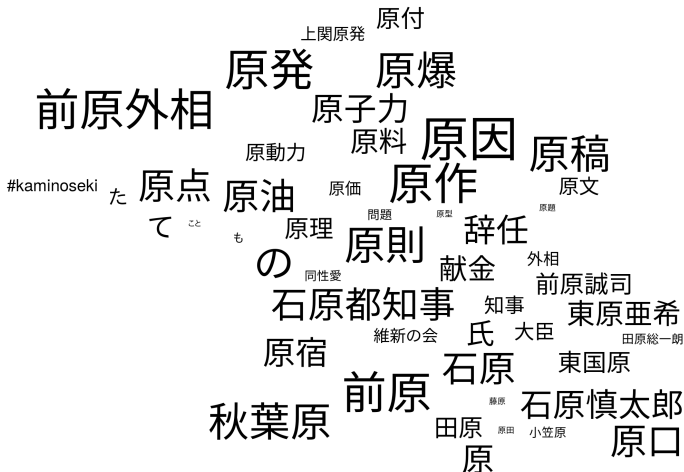 原付
上関原発
原発
原爆
前原外相
原子力
原料
原因
原稿
原動力
#kaminoseki
た
原点
原油
原価
原作
原文
て
こと
も
原理
問題
原型
原題
原則
辞任
の
同性愛
献金
外相
前原誠司
石原都知事
知事
東原亜希
維新の会
氏
大臣
田原総一朗
原宿
石原
東国原
前原
秋葉原
藤原
石原慎太郎
田原
原田
小笠原
原口
原